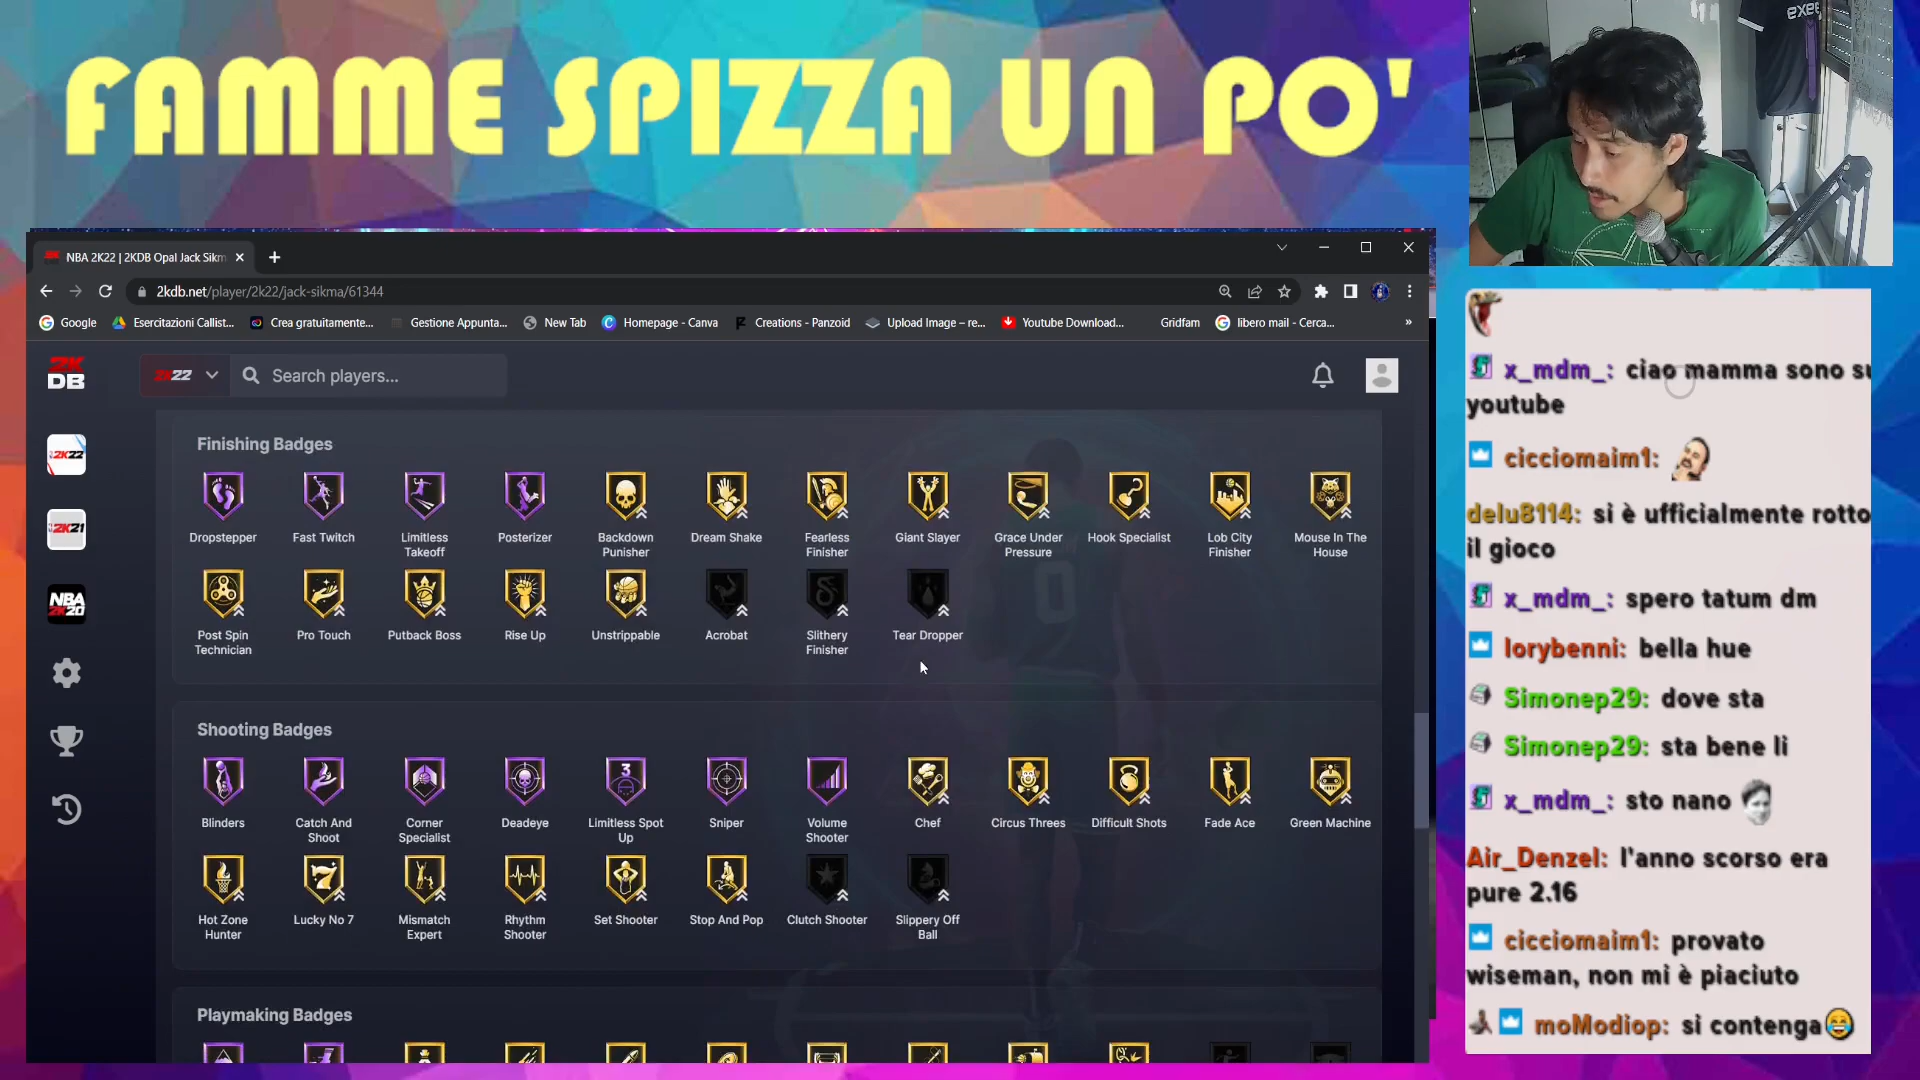 FAMME SPIZZA UN PO'
exee
NBA 2K22 | 2KDB Opal Jack Sikm
2kdb.net/player/2k22/jack-sikma/61344
Google
Esercitazioni Callist...
Crea gratuitamente...
Gestione Appunta...
New Tab
Homepage - Canva
Creations - Panzoid
Upload Image – re...
Youtube Download...
Gridfam
libero mail - Cerca...
»
2K
DB
2K22
Search players...
2K22
2K21
NBA
2K20
Finishing Badges
Dropstepper
Fast Twitch
Limitless
Takeoff
Posterizer
Backdown
Punisher
Dream Shake
Fearless
Finisher
Giant Slayer
Grace Under
Pressure
Hook Specialist
Lob City
Finisher
Mouse In The
House
Post Spin
Technician
Pro Touch
Putback Boss
Rise Up
Unstrippable
Acrobat
Slithery
Finisher
Tear Dropper
Shooting Badges
3
Blinders
Catch And
Shoot
Corner
Specialist
Deadeye
Limitless Spot
Up
Sniper
Volume
Shooter
Chef
Circus Threes
Difficult Shots
Fade Ace
Green Machine
Hot Zone
Hunter
Lucky No 7
Mismatch
Expert
Rhythm
Shooter
Set Shooter
Stop And Pop
Clutch Shooter
Slippery Off
Ball
Playmaking Badges
x_mdm_: ciao mamma sono su
youtube
cicciomaim1:
delu8114: si è ufficialmente rotto
il gioco
x_mdm_: spero tatum dm
lorybenni: bella hue
Simonep29: dove sta
Simonep29: sta bene li
x_mdm_: sto nano
Air_Denzel: l'anno scorso era
pure 2.16
cicciomaim1: provato
wiseman, non mi è piaciuto
moModiop: si contenga